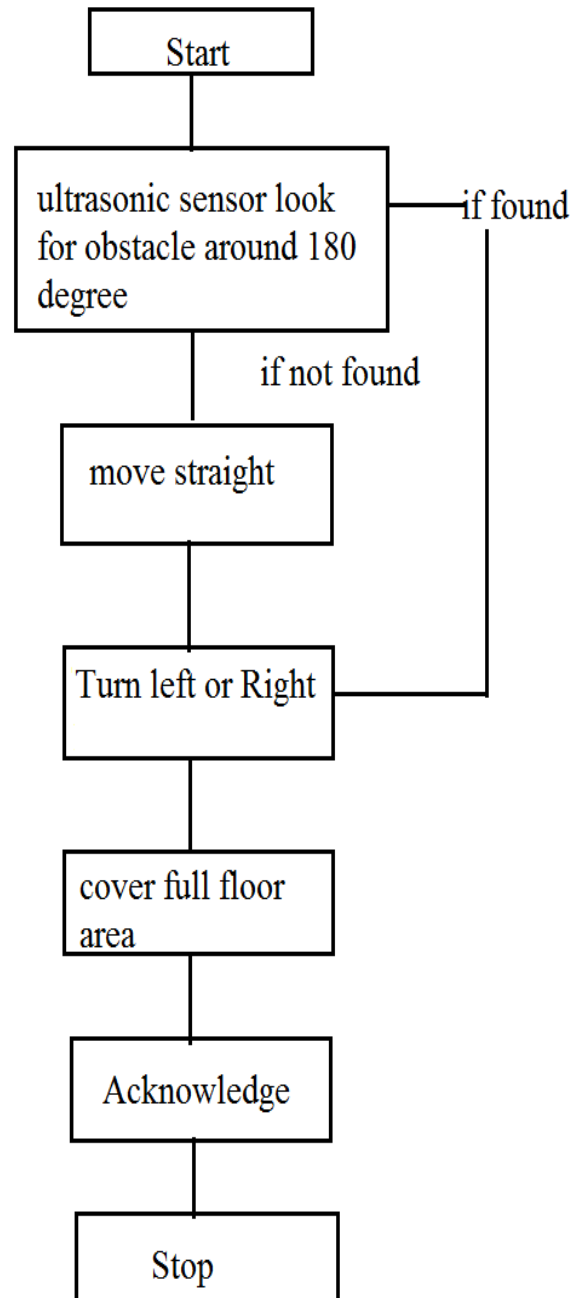 Start
ultrasonic sensor look
for obstacle around 180
degree
if found
if not found
move straight
Turn left or Right
cover full floor
area
Acknowledge
Stop